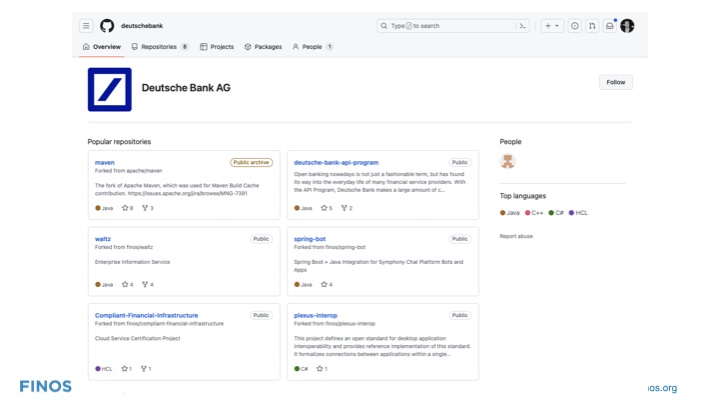 deutschebank
Type / to search
Overview
Repositories 8
Projects
Packages
People 1
Deutsche Bank AG
Follow
Popular repositories
maven
Public archive
Forked from apache/maven
The fork of Apache Maven, which was used for Maven Build Cache
contribution. https://issues.apache.org/jira/browse/MNG-7391
Java 8 3
deutsche-bank-api-program
Public
Open banking nowadays is not just a fashionable term, but has found
its way into the everyday life of many financial service providers. With
the API Program, Deutsche Bank makes a large amount of c...
Java 5 2
waltz
Public
Forked from finos/waltz
Enterprise Information Service
Java 4 4
spring-bot
Public
Forked from finos/spring-bot
Spring Boot + Java Integration for Symphony Chat Platform Bots and
Apps
Java 4
Compliant-Financial-Infrastructure
Public
Forked from finos/compliant-financial-infrastructure
Cloud Service Certification Project
HCL 1 1
plexus-interop
Public
Forked from finos/plexus-interop
This project defines an open standard for desktop application
interoperability and provides reference implementation of this standard.
It formalizes connections between applications within a single...
C# 1
People
Top languages
Java C++ C# HCL
Report abuse
FINOS
nos.org